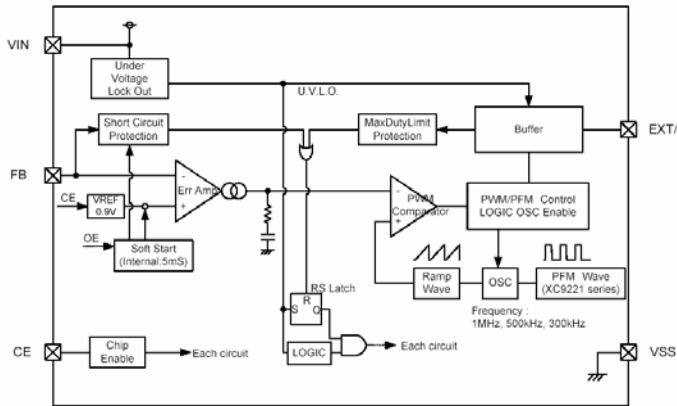 VIN
Under
Voltage
Lock Out
U.V.L.O.
Short Circuit
Protection
MaxDutyLimit
Protection
Buffer
EXT/
FB
-
Err Amp
+
CE
VREF
0.9V
OE
Soft Start
(Internal:5mS)
-
PWM
Comparator
+
PWM/PFM Control
LOGIC OSC Enable
Ramp
Wave
OSC
PFM Wave
(XC9221 series)
Frequency :
1MHz, 500kHz, 300kHz
RS Latch
R
S
Q
LOGIC
Each circuit
CE
Chip
Enable
Each circuit
VSS